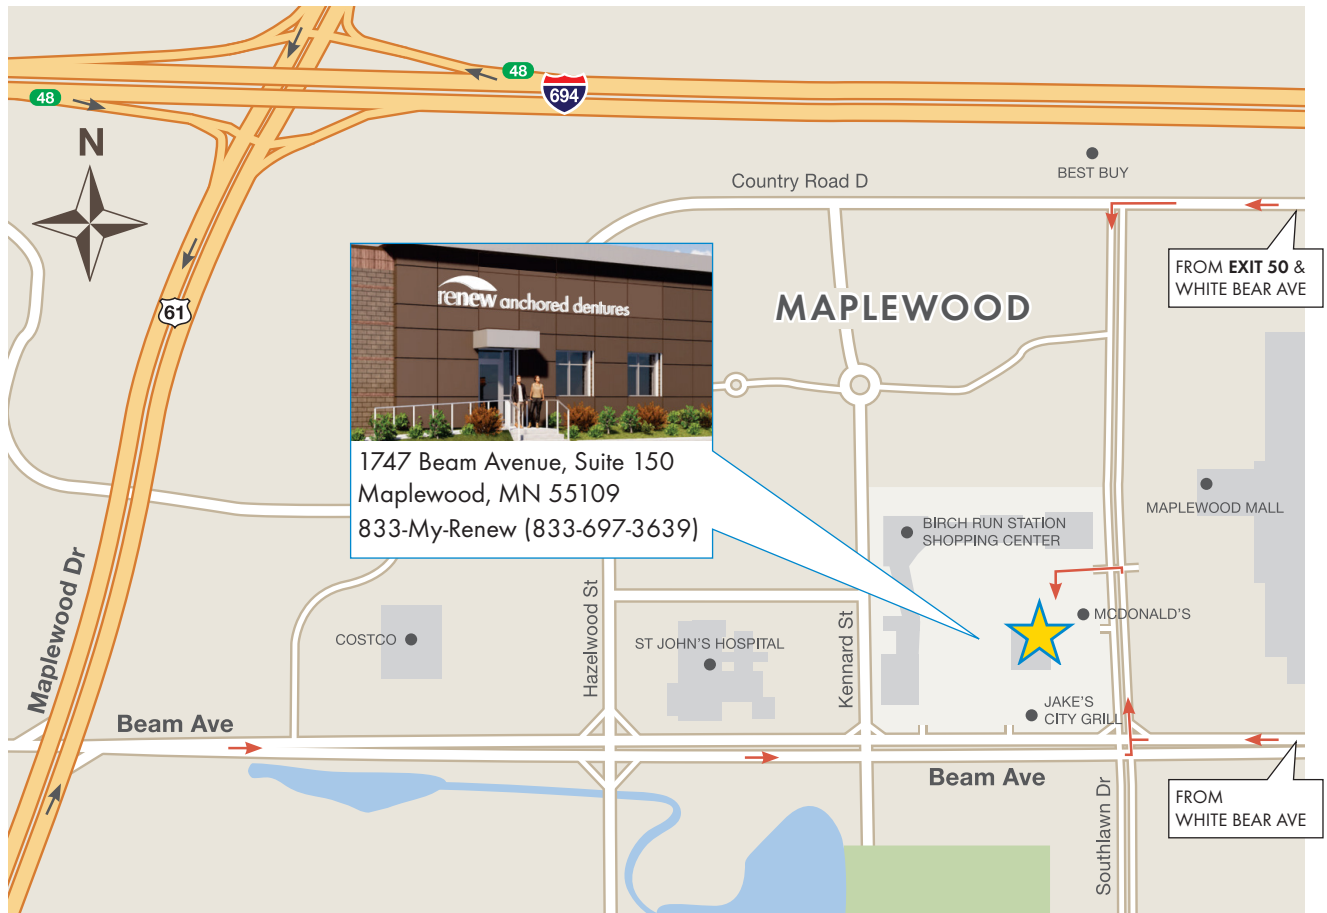 48
694
48
N
BEST BUY
Country Road D
FROM EXIT 50 &
WHITE BEAR AVE
renew anchored dentures
MAPLEWOOD
61
1747 Beam Avenue, Suite 150
Maplewood, MN 55109
833-My-Renew (833-697-3639)
MAPLEWOOD MALL
BIRCH RUN STATION
SHOPPING CENTER
Maplewood Dr
Hazelwood St
Kennard St
MCDONALD'S
COSTCO
ST JOHN'S HOSPITAL
JAKE'S
CITY GRILL
Beam Ave
Beam Ave
Southlawn Dr
FROM
WHITE BEAR AVE